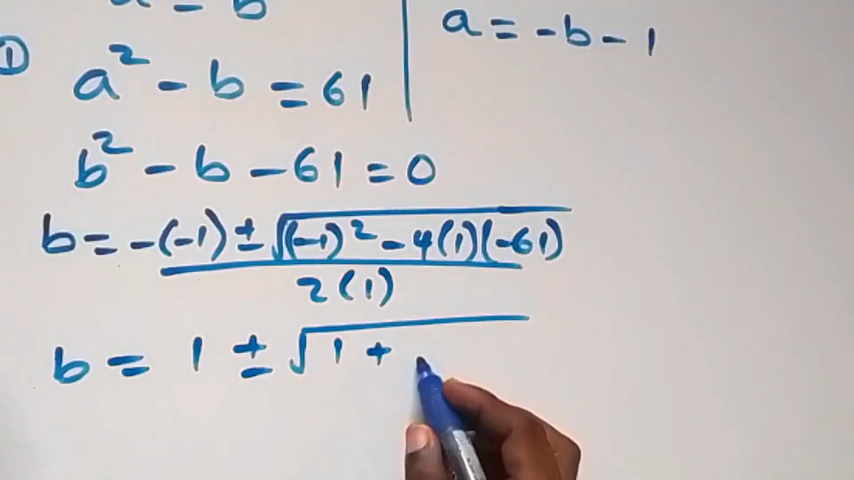 a = b
a = -b - 1
①
a² - b = 61
b² - b - 61 = 0
b = -(-1) ± √(-1)² - 4(1)(-61)
2(1)
b = 1 ± √1 +